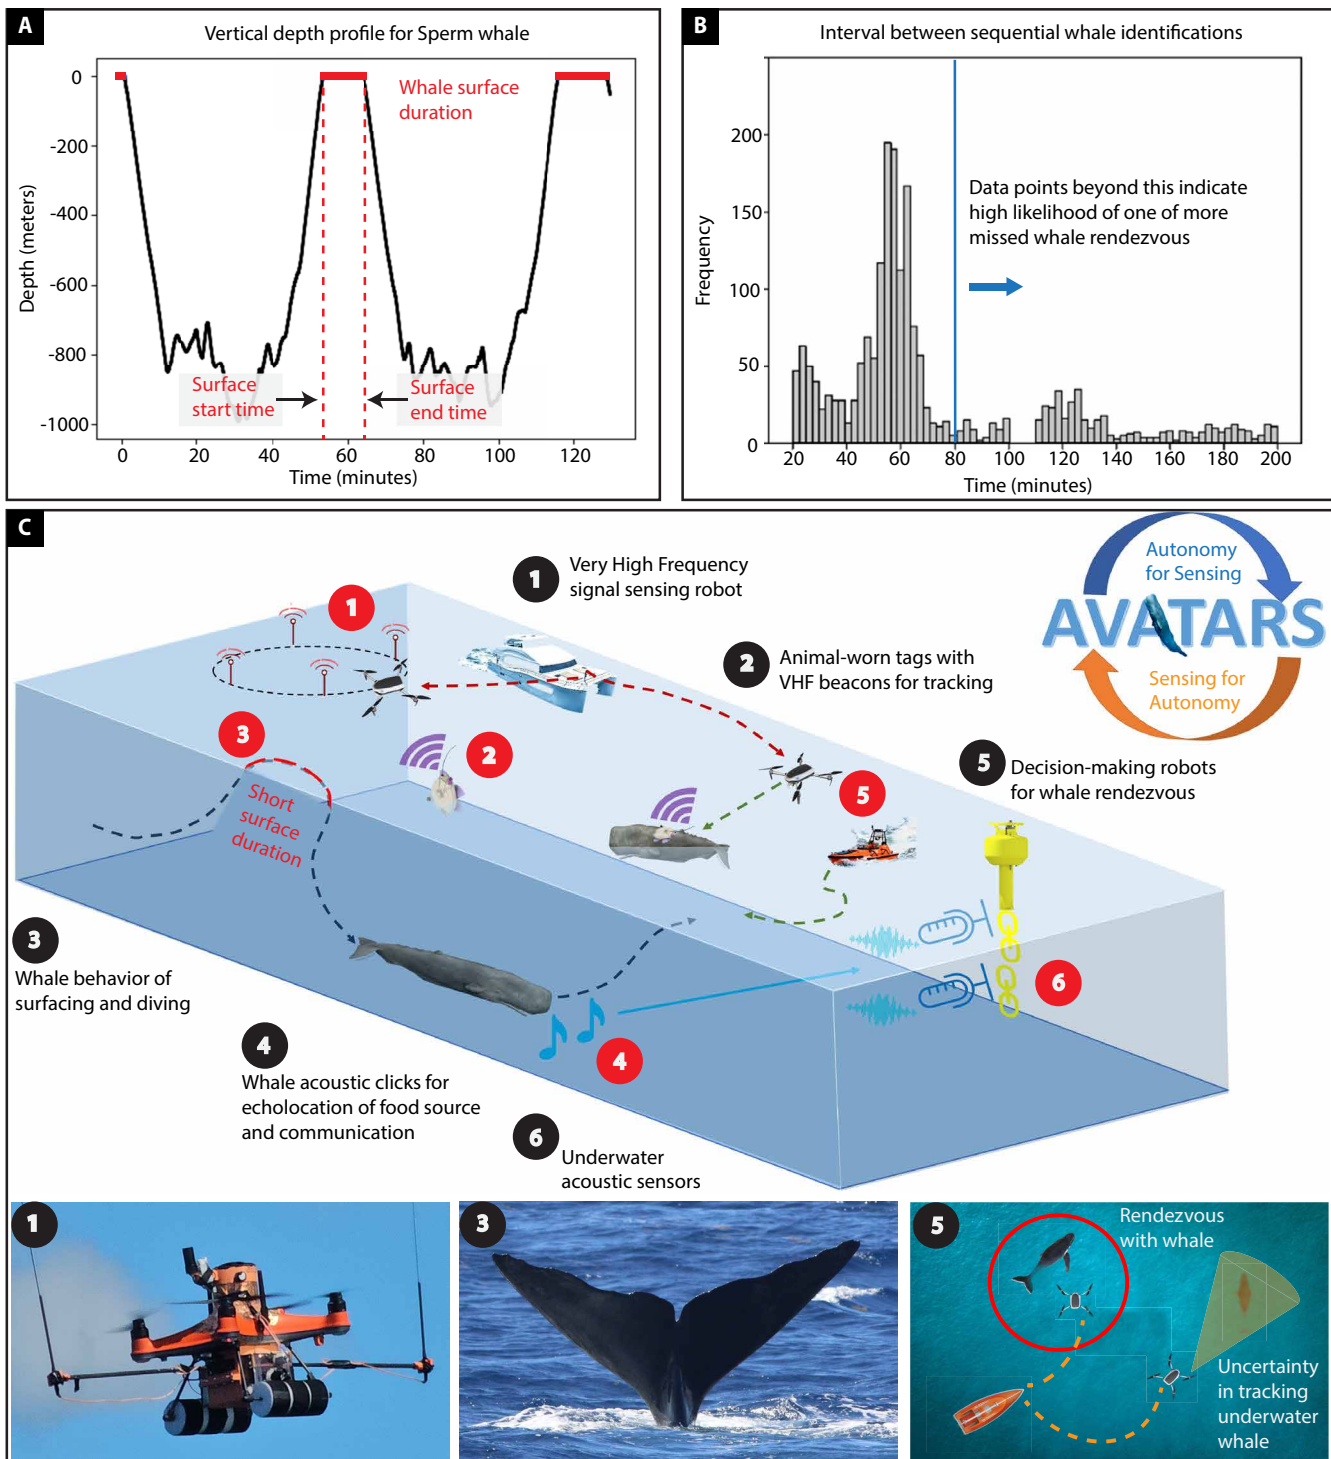 A
Vertical depth profile for Sperm whale
0
-200
-400
-600
-800
-1000
Depth (meters)
Whale surface
duration
Surface
start time
Surface
end time
0
20
40
60
80
100
120
Time (minutes)
B
Interval between sequential whale identifications
200
150
100
50
0
Frequency
Data points beyond this indicate
high likelihood of one of more
missed whale rendezvous
20
40
60
80
100
120
140
160
180
200
Time (minutes)
C
1
Very High Frequency
signal sensing robot
Autonomy
for Sensing
AVATARS
Sensing for
Autonomy
1
2
Animal-worn tags with
VHF beacons for tracking
3
2
5
Decision-making robots
for whale rendezvous
5
Short
surface
duration
3
Whale behavior of
surfacing and diving
6
4
Whale acoustic clicks for
echolocation of food source
and communication
4
6
Underwater
acoustic sensors
1
3
5
Rendezvous
with whale
Uncertainty
in tracking
underwater
whale